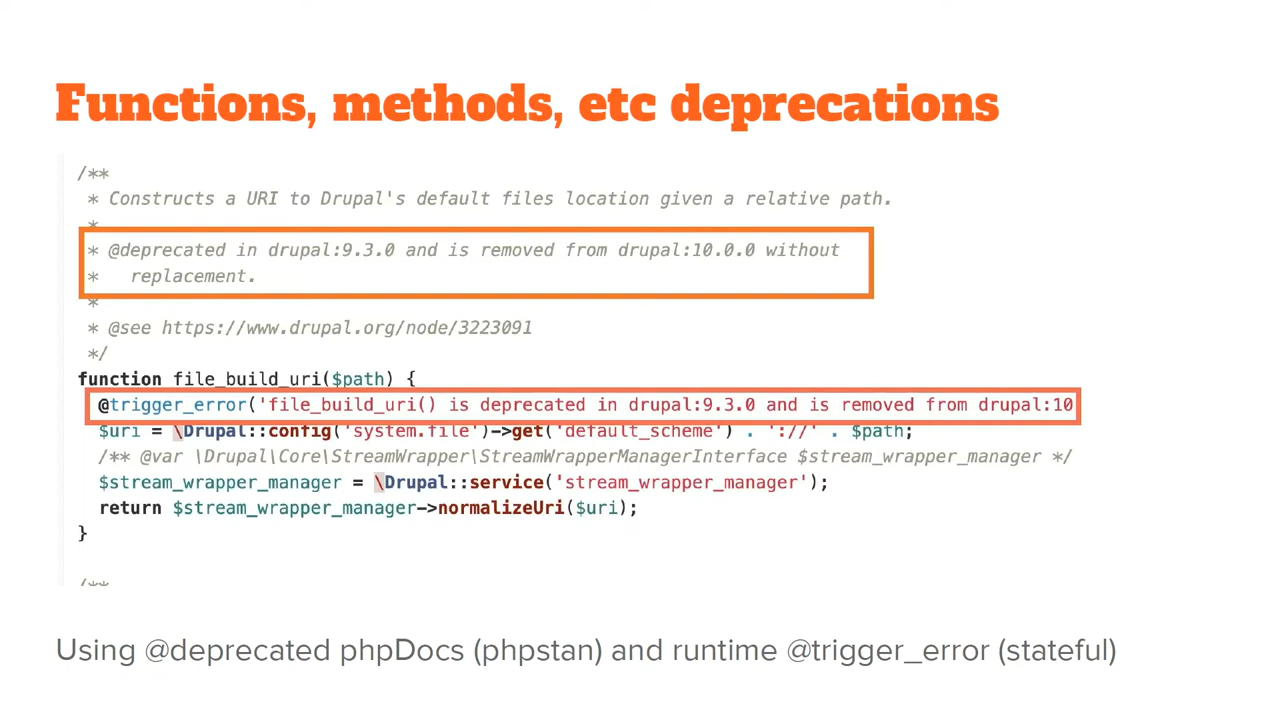 Functions, methods, etc deprecations
/**
* Constructs a URI to Drupal's default files location given a relative path.
*
* @deprecated in drupal:9.3.0 and is removed from drupal:10.0.0 without
*   replacement.
*
* @see https://www.drupal.org/node/3223091
*/
function file_build_uri($path) {
@trigger_error('file_build_uri() is deprecated in drupal:9.3.0 and is removed from drupal:10
$uri = \Drupal::config('system.file')->get('default_scheme') . '://' . $path;
/** @var \Drupal\Core\StreamWrapper\StreamWrapperManagerInterface $stream_wrapper_manager */
$stream_wrapper_manager = \Drupal::service('stream_wrapper_manager');
return $stream_wrapper_manager->normalizeUri($uri);
}
/**
Using @deprecated phpDocs (phpstan) and runtime @trigger_error (stateful)